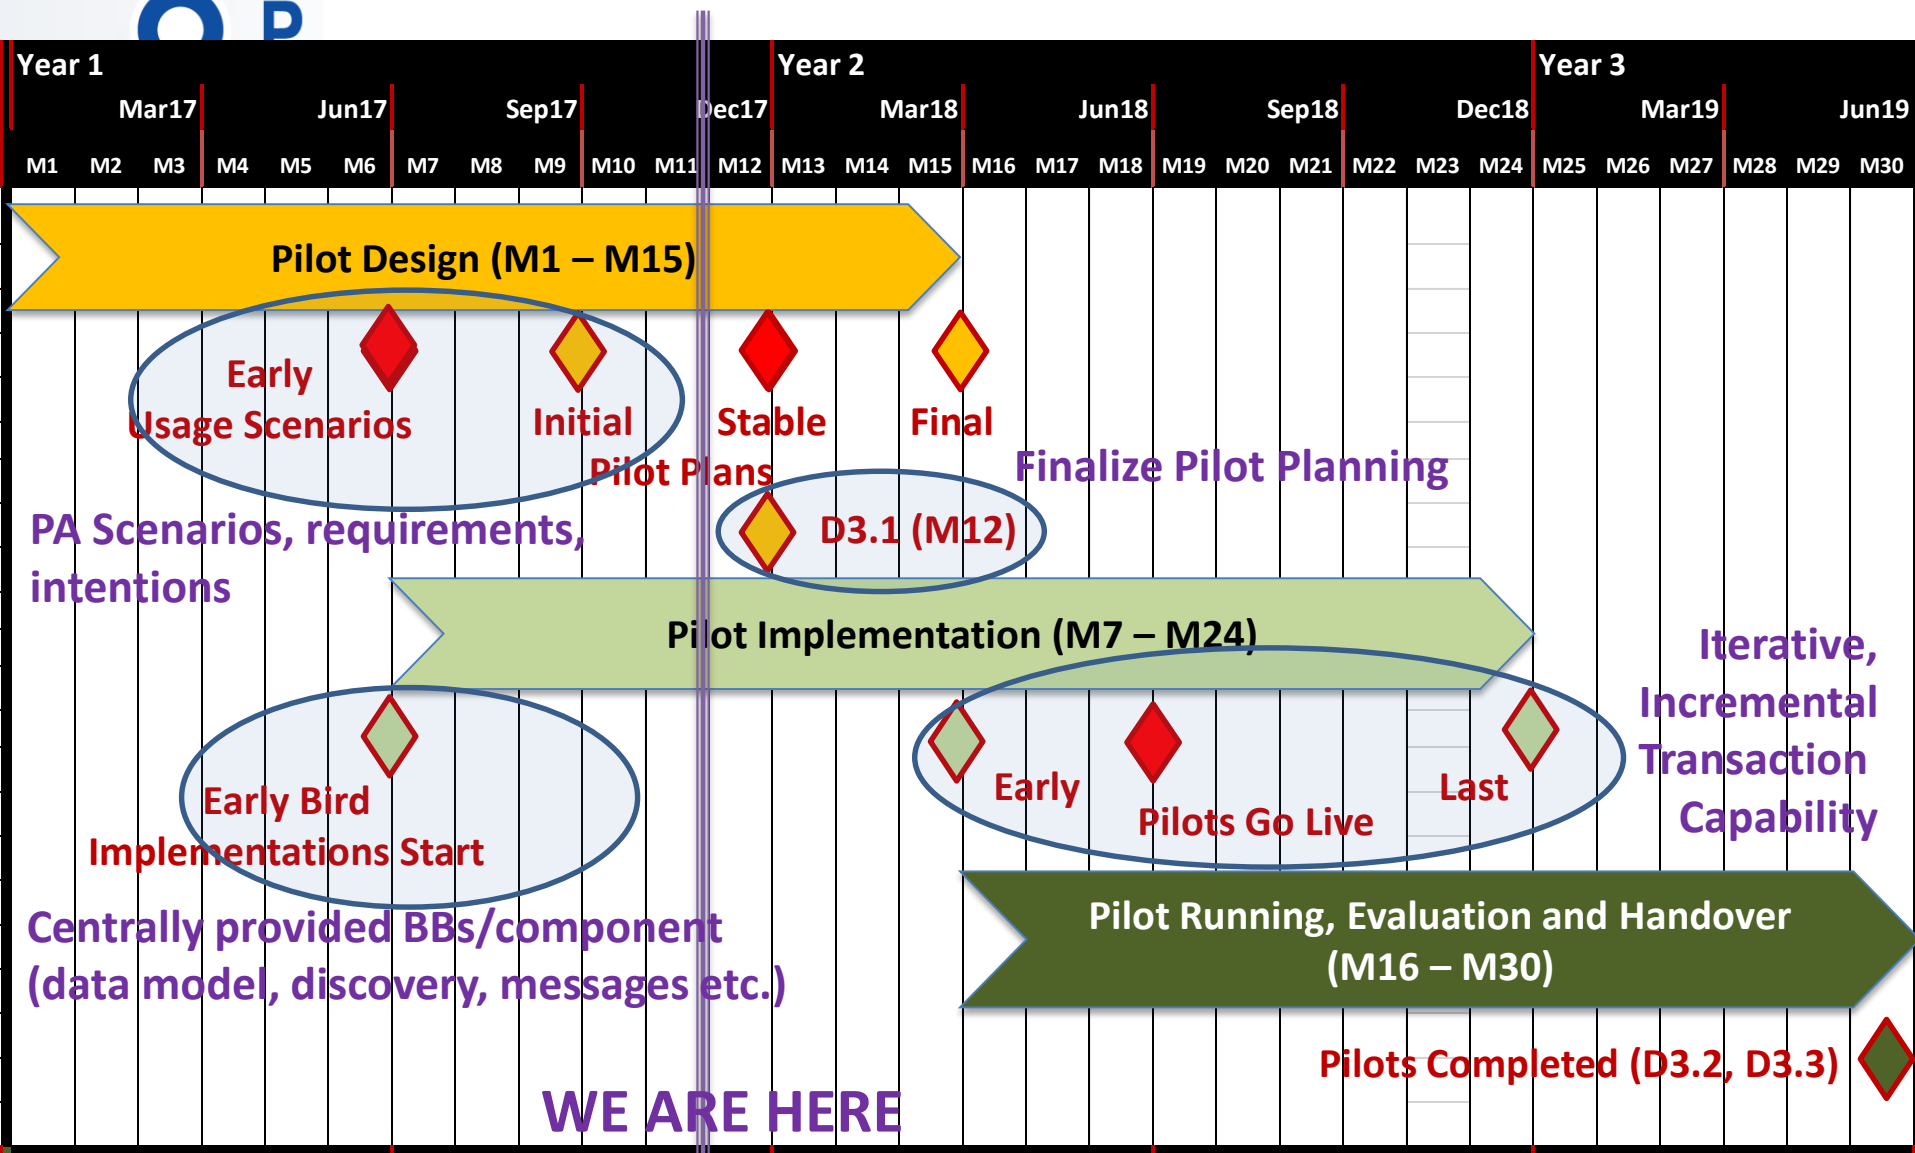 P
Year 1 Year 2 Year 3
Mar17 Jun17 Sep17 Dec17 Mar18 Jun18 Sep18 Dec18 Mar19 Jun19
M1 M2 M3 M4 M5 M6 M7 M8 M9 M10 M11 M12 M13 M14 M15 M16 M17 M18 M19 M20 M21 M22 M23 M24 M25 M26 M27 M28 M29 M30
Pilot Design (M1 – M15)
Early
Usage Scenarios
Initial
Stable
Final
Pilot Plans
Finalize Pilot Planning
D3.1 (M12)
PA Scenarios, requirements,
intentions
Pilot Implementation (M7 – M24)
Iterative,
Incremental
Transaction
Capability
Early Bird
Implementations Start
Early
Last
Pilots Go Live
Centrally provided BBs/component
(data model, discovery, messages etc.)
Pilot Running, Evaluation and Handover
(M16 – M30)
Pilots Completed (D3.2, D3.3)
WE ARE HERE